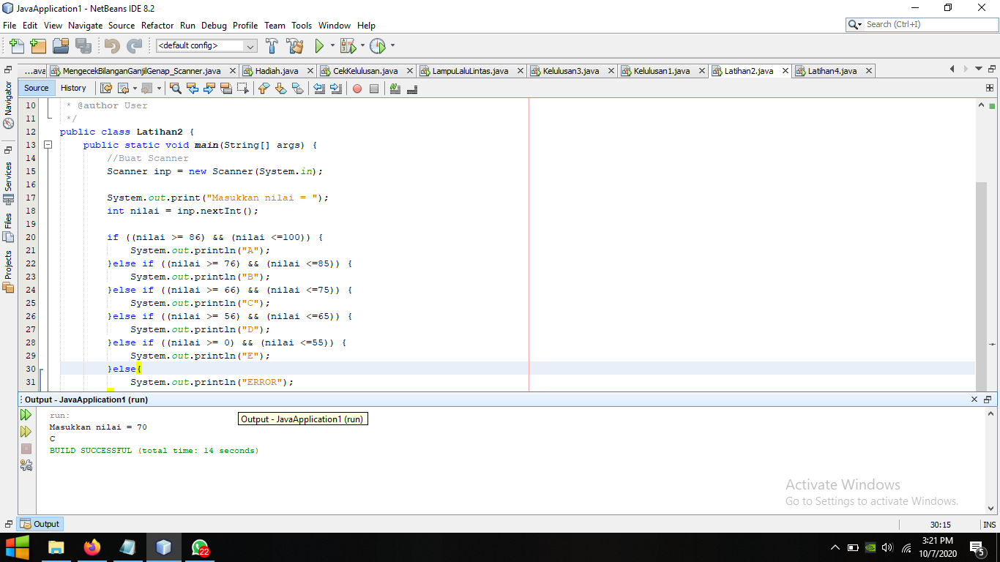 JavaApplication1 - NetBeans IDE 8.2
File Edit View Navigate Source Refactor Run Debug Profile Team Tools Window Help
Search (Ctrl+I)
<default config>
...ava MengecekBilanganGanjilGenap_Scanner.java Hadiah.java CekKelulusan.java LampuLaluLintas.java Kelulusan3.java Kelulusan1.java Latihan2.java Latihan4.java
Source History
Navigator
Services
Files
Projects
10 * @author User
11 */
12 public class Latihan2 {
13 public static void main(String[] args) {
14 //Buat Scanner
15 Scanner inp = new Scanner(System.in);
16
17 System.out.print("Masukkan nilai = ");
18 int nilai = inp.nextInt();
19
20 if ((nilai >= 86) && (nilai <=100)) {
21 System.out.println("A");
22 }else if ((nilai >= 76) && (nilai <=85)) {
23 System.out.println("B");
24 }else if ((nilai >= 66) && (nilai <=75)) {
25 System.out.println("C");
26 }else if ((nilai >= 56) && (nilai <=65)) {
27 System.out.println("D");
28 }else if ((nilai >= 0) && (nilai <=55)) {
29 System.out.println("E");
30 }else{
31 System.out.println("ERROR");
Output - JavaApplication1 (run)
run:
Output - JavaApplication1 (run)
Masukkan nilai = 70
C
BUILD SUCCESSFUL (total time: 14 seconds)
Activate Windows
Go to Settings to activate Windows.
Output
30:15 INS
22
3:21 PM
10/7/2020
5